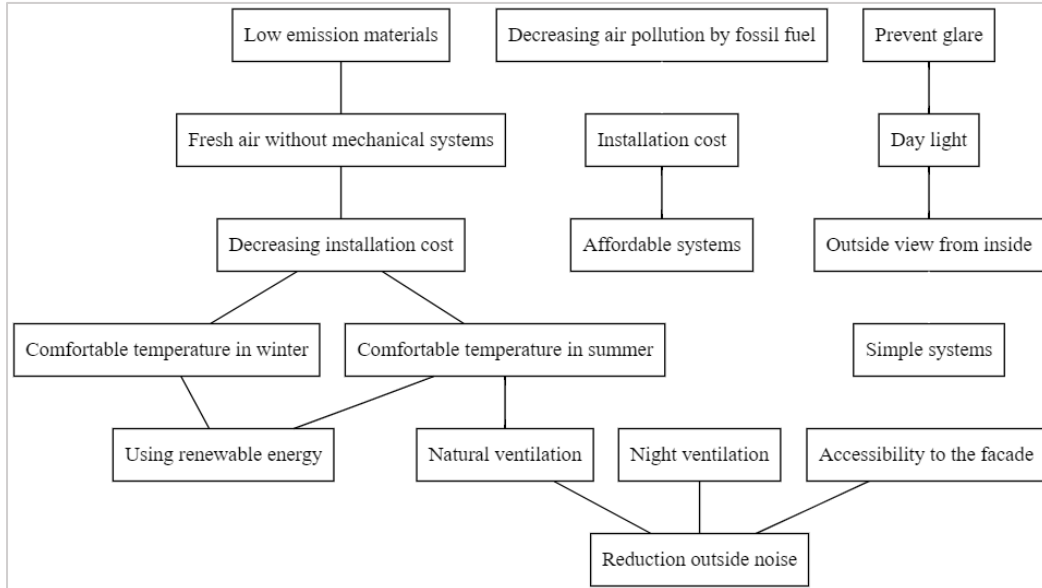 Low emission materials
Decreasing air pollution by fossil fuel
Prevent glare
Fresh air without mechanical systems
Installation cost
Day light
Decreasing installation cost
Affordable systems
Outside view from inside
Comfortable temperature in winter
Comfortable temperature in summer
Simple systems
Using renewable energy
Natural ventilation
Night ventilation
Accessibility to the facade
Reduction outside noise